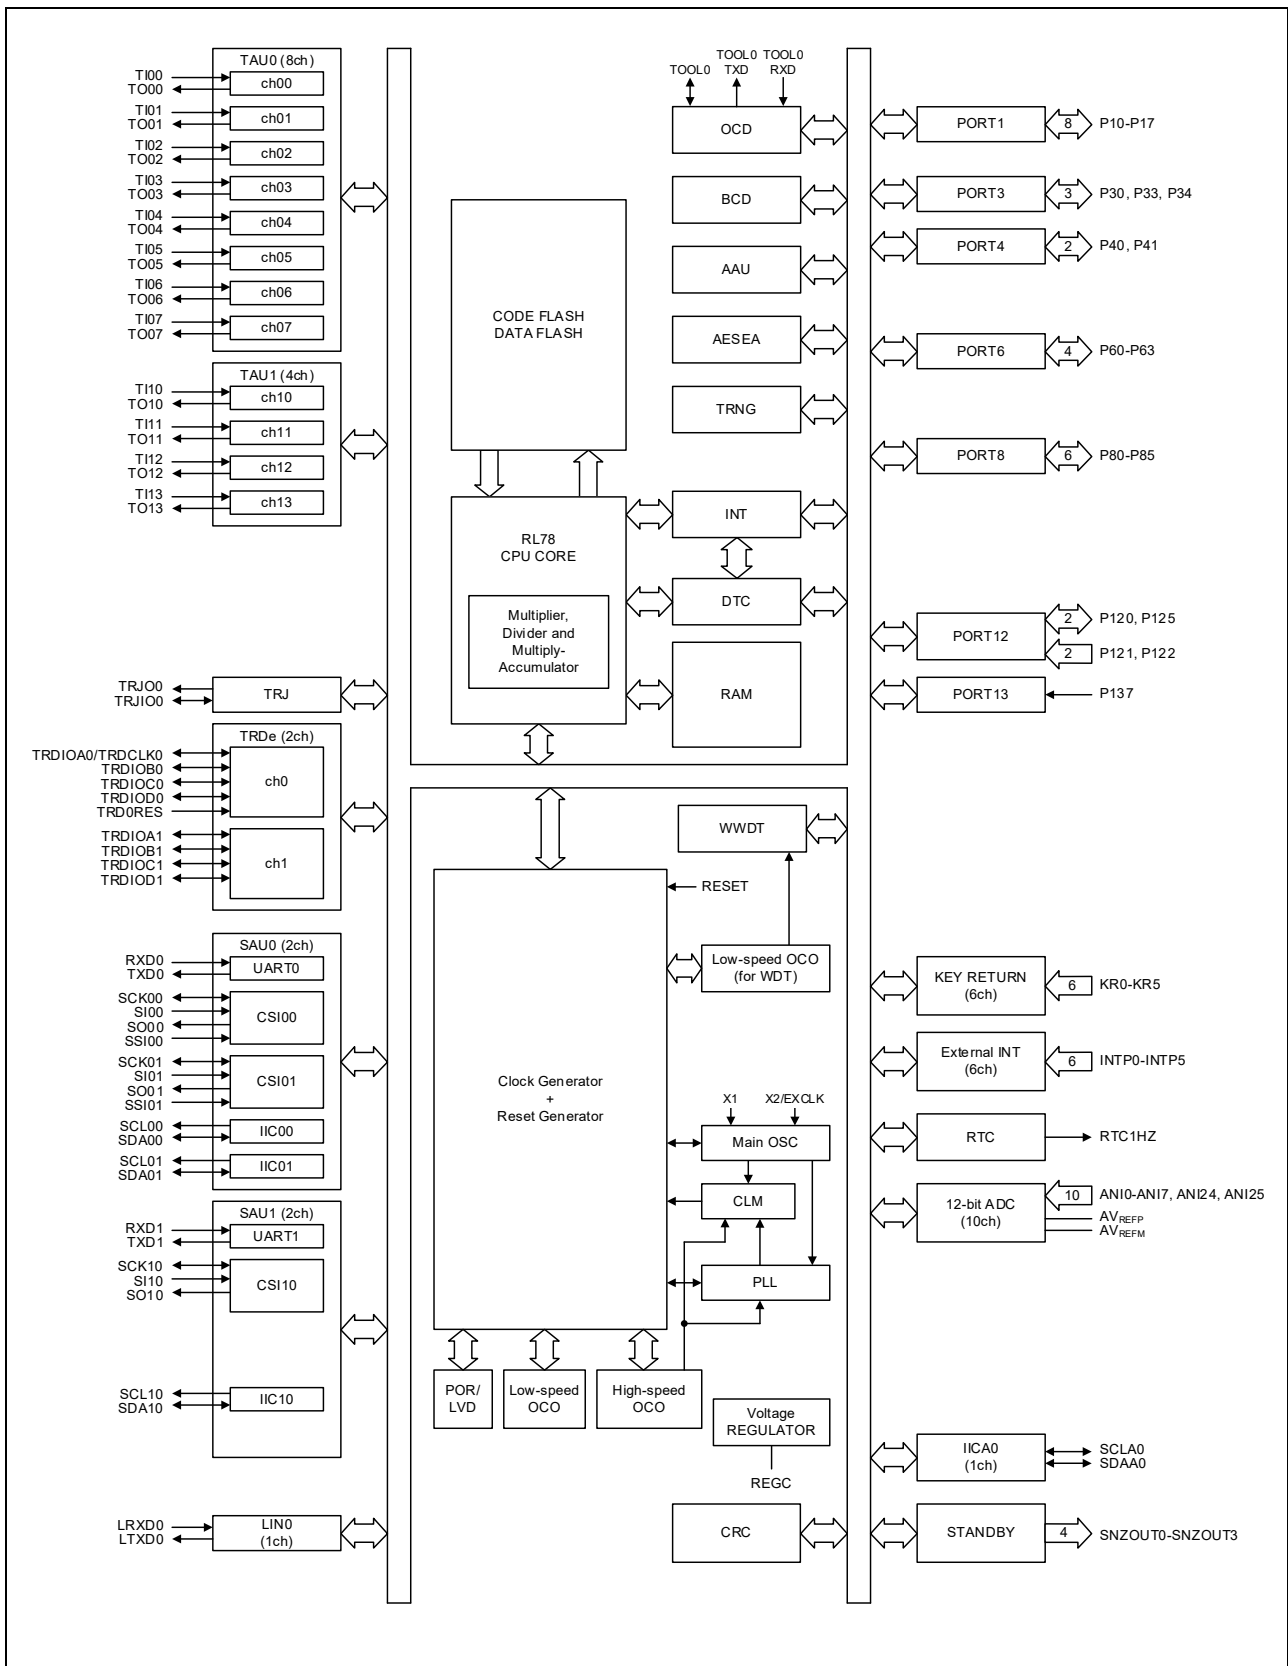 TAU0 (8ch)
TI00
TO00
ch00
TI01
TO01
ch01
TI02
TO02
ch02
TI03
TO03
ch03
TI04
TO04
ch04
TI05
TO05
ch05
TI06
TO06
ch06
TI07
TO07
ch07
TAU1 (4ch)
TI10
TO10
ch10
TI11
TO11
ch11
TI12
TO12
ch12
TI13
TO13
ch13
TRJO0
TRJIO0
TRJ
TRDe (2ch)
TRDIOA0/TRDCLK0
TRDIOB0
TRDIOC0
TRDIOD0
TRD0RES
ch0
TRDIOA1
TRDIOB1
TRDIOC1
TRDIOD1
ch1
SAU0 (2ch)
RXD0
TXD0
UART0
SCK00
SI00
SO00
SSI00
CSI00
SCK01
SI01
SO01
SSI01
CSI01
SCL00
SDA00
IIC00
SCL01
SDA01
IIC01
SAU1 (2ch)
RXD1
TXD1
UART1
SCK10
SI10
SO10
CSI10
SCL10
SDA10
IIC10
LRXD0
LTXD0
LIN0
(1ch)
CODE FLASH
DATA FLASH
RL78
CPU CORE
Multiplier,
Divider and
Multiply-
Accumulator
TOOL0
TOOL0
TXD
TOOL0
RXD
OCD
BCD
AAU
AESEA
TRNG
INT
DTC
RAM
WWDT
RESET
Low-speed OCO
(for WDT)
Clock Generator
+
Reset Generator
X1
X2/EXCLK
Main OSC
CLM
PLL
POR/
LVD
Low-speed
OCO
High-speed
OCO
Voltage
REGULATOR
REGC
CRC
PORT1
8
P10-P17
PORT3
3
P30, P33, P34
PORT4
2
P40, P41
PORT6
4
P60-P63
PORT8
6
P80-P85
PORT12
2
P120, P125
2
P121, P122
PORT13
P137
KEY RETURN
(6ch)
6
KR0-KR5
External INT
(6ch)
6
INTP0-INTP5
RTC
RTC1HZ
12-bit ADC
(10ch)
10
ANI0-ANI7, ANI24, ANI25
AVREFP
AVREFM
IICA0
(1ch)
SCLA0
SDAA0
STANDBY
4
SNZOUT0-SNZOUT3